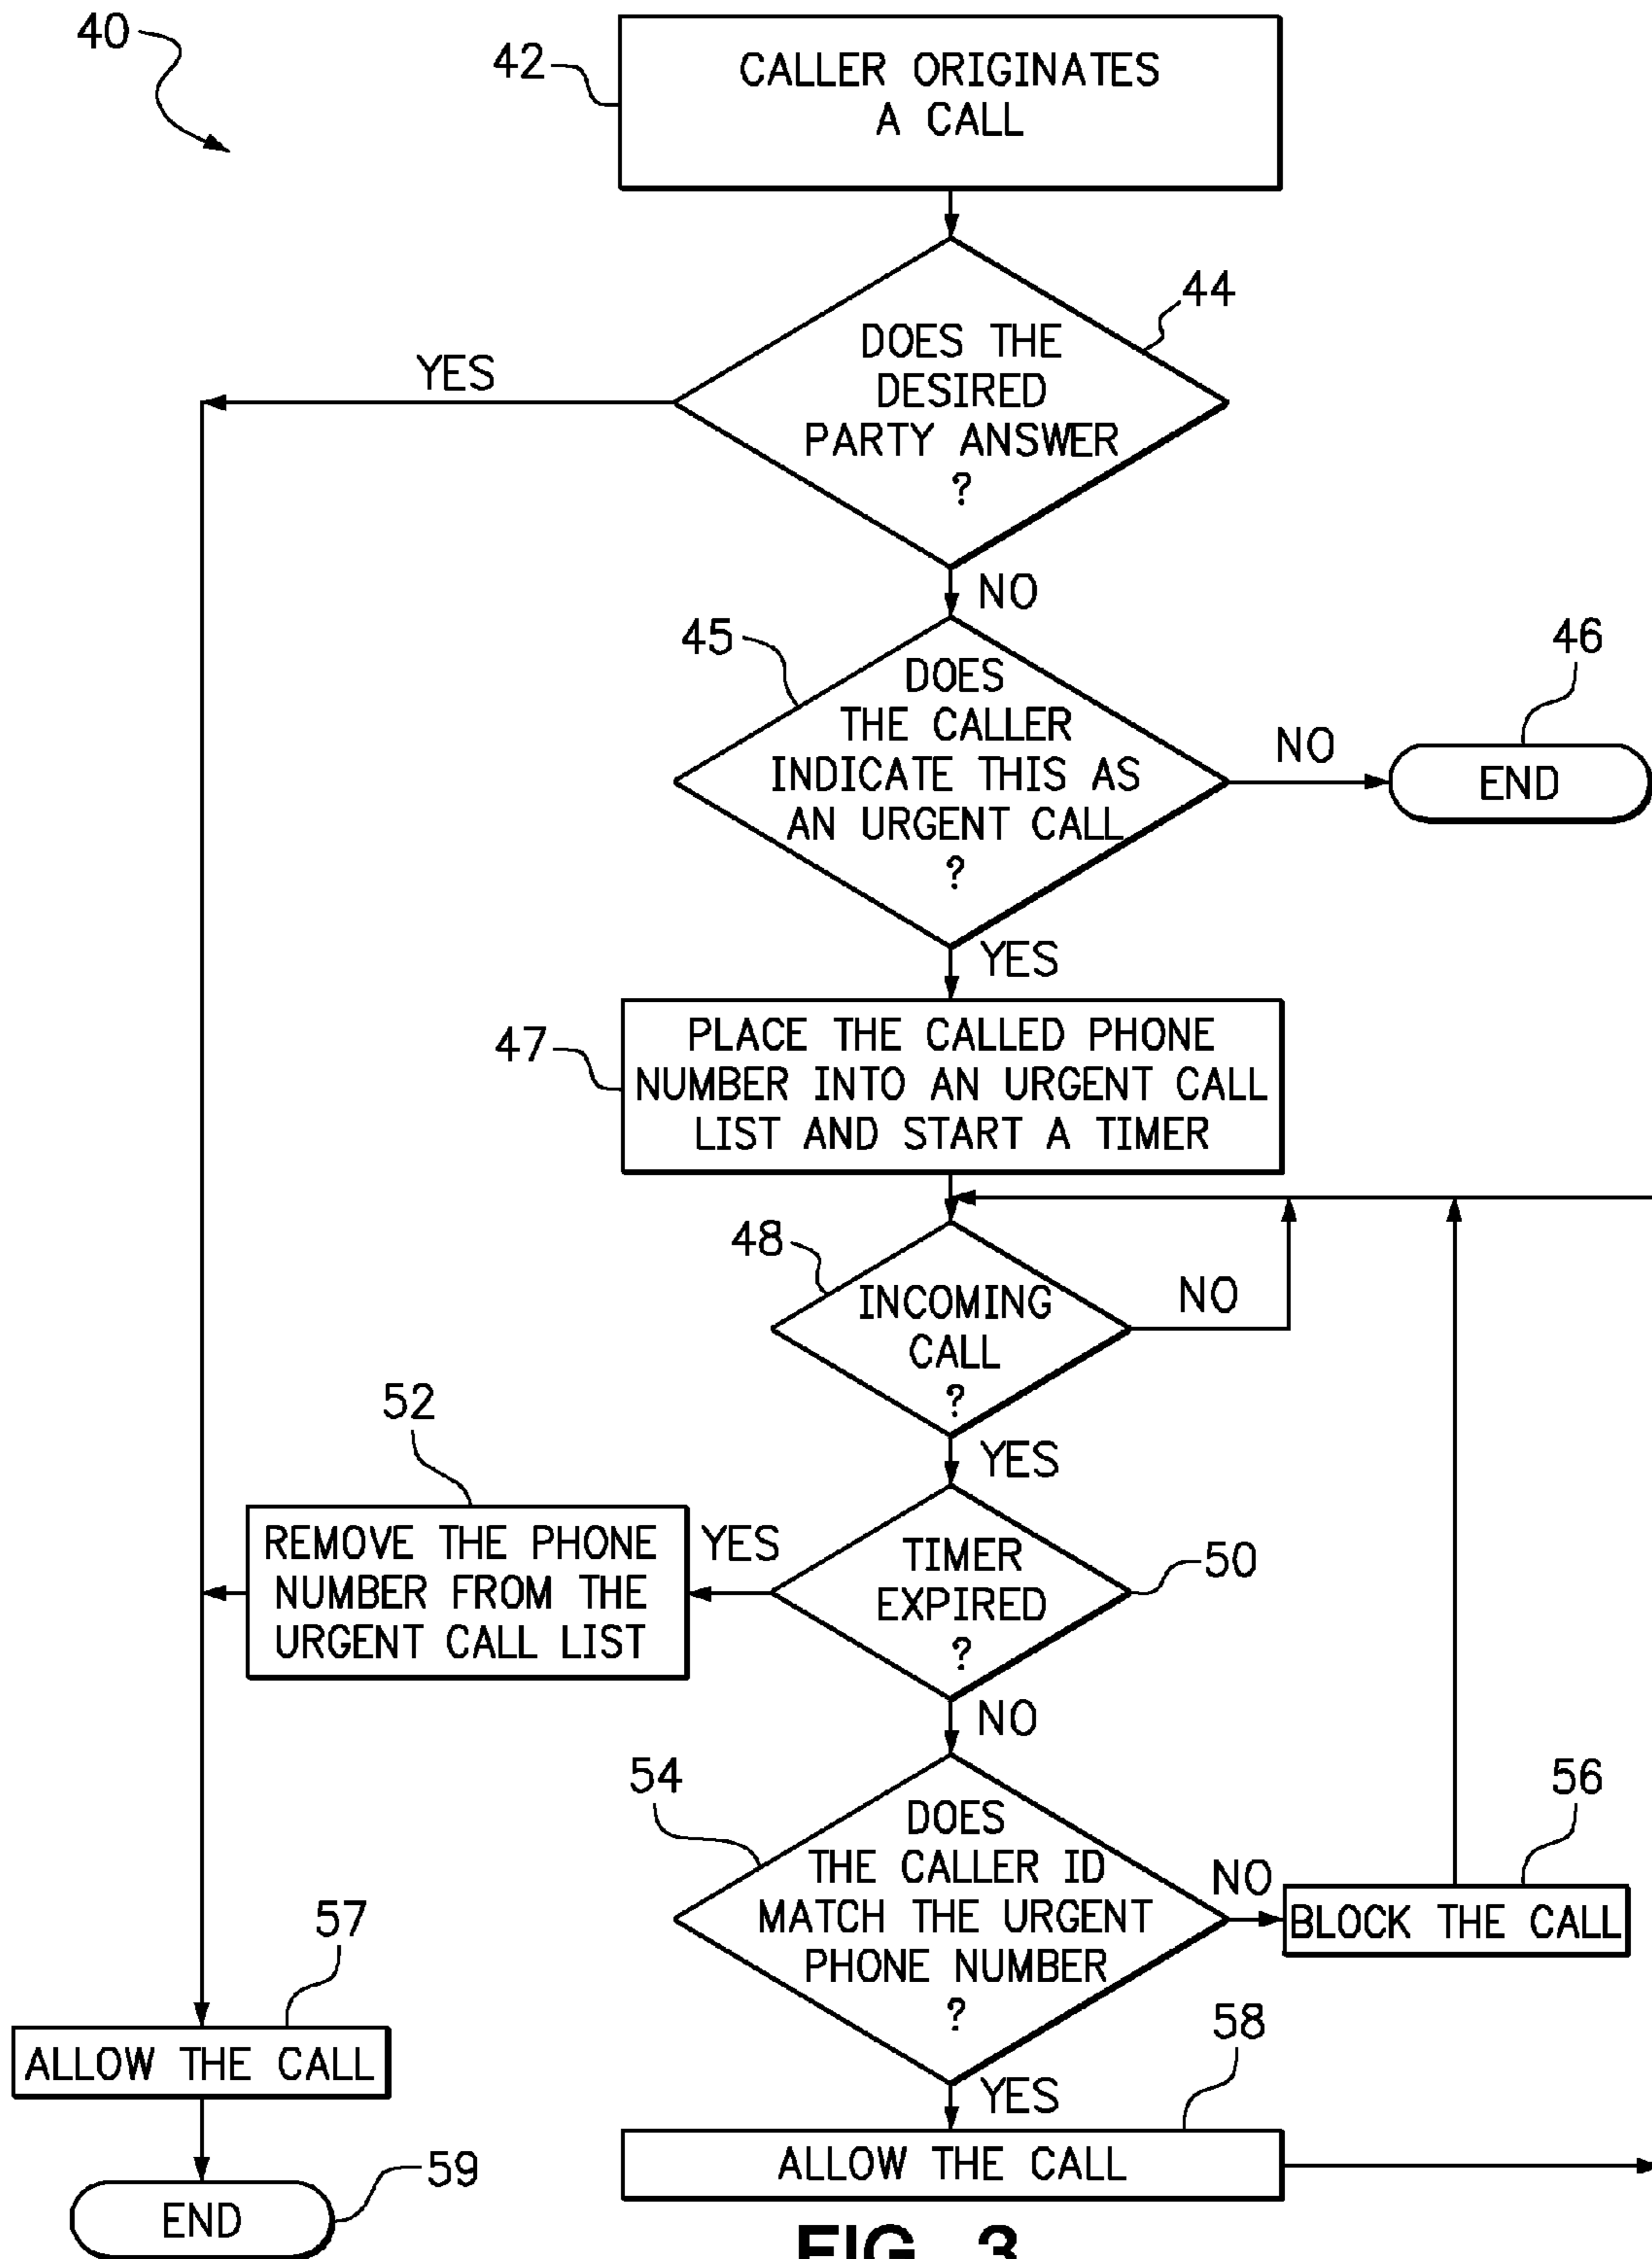 40
42
CALLER ORIGINATES
A CALL
44
DOES THE
DESIRED
PARTY ANSWER
?
YES
NO
45
DOES
THE CALLER
INDICATE THIS AS
AN URGENT CALL
?
NO
46
END
YES
47
PLACE THE CALLED PHONE
NUMBER INTO AN URGENT CALL
LIST AND START A TIMER
48
INCOMING
CALL
?
NO
YES
52
REMOVE THE PHONE
NUMBER FROM THE
URGENT CALL LIST
YES
TIMER
EXPIRED
?
50
NO
54
DOES
THE CALLER ID
MATCH THE URGENT
PHONE NUMBER
?
NO
56
BLOCK THE CALL
57
ALLOW THE CALL
YES
58
ALLOW THE CALL
59
END
FIG. 3